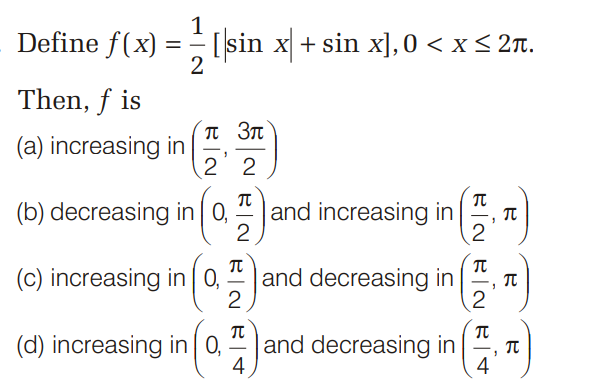 Define f(x) = 1/2 [|sin x| + sin x], 0 < x ≤ 2π.
Then, f is
(a) increasing in (π/2, 3π/2)
(b) decreasing in (0, π/2) and increasing in (π/2, π)
(c) increasing in (0, π/2) and decreasing in (π/2, π)
(d) increasing in (0, π/4) and decreasing in (π/4, π)